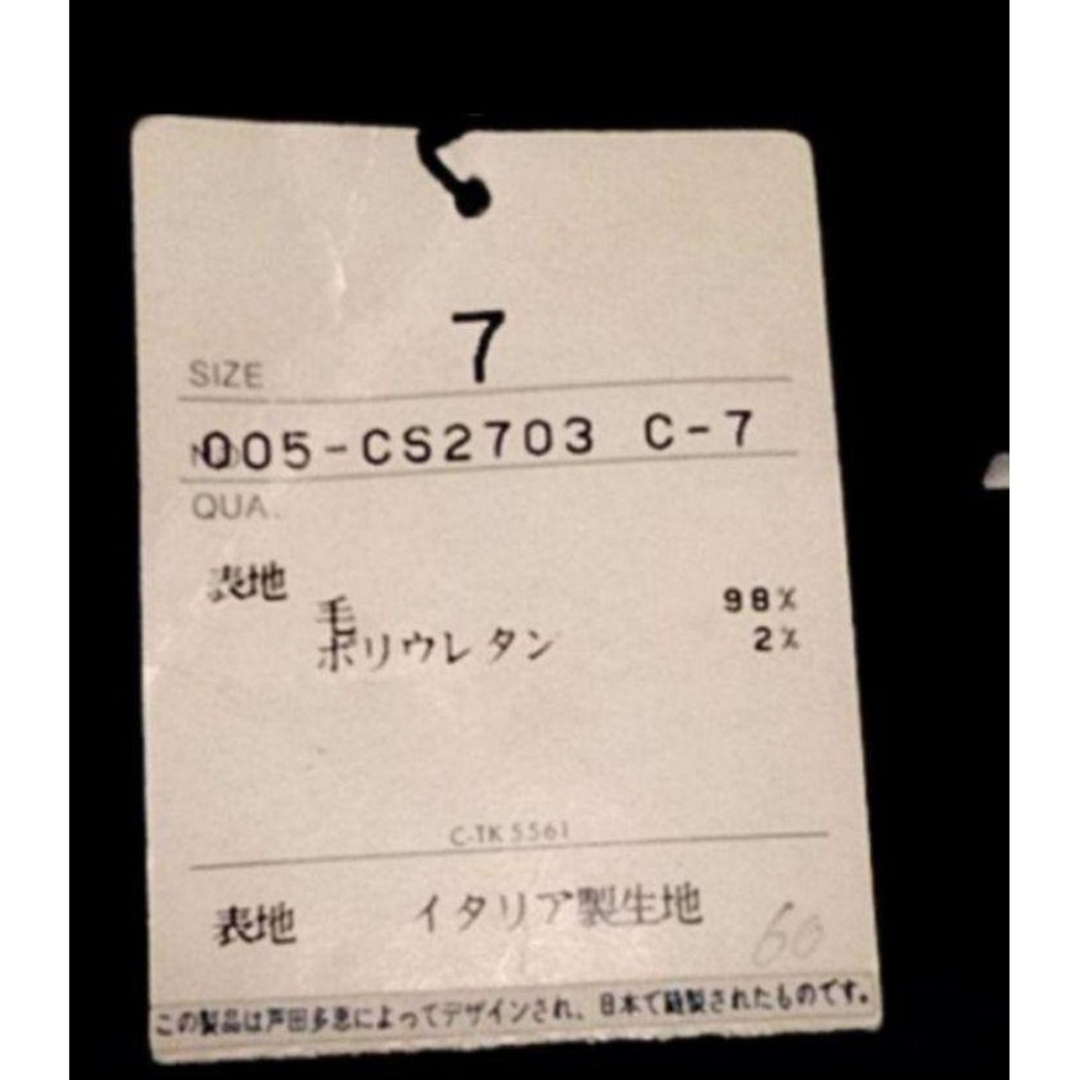 7
SIZE
005-CS2703 C-7
QUA.
表地
毛 98%
ポリウレタン 2%
C-TK 5561
表地 イタリア製生地
60
この製品は芦田多恵によってデザインされ、日本で縫製されたものです。